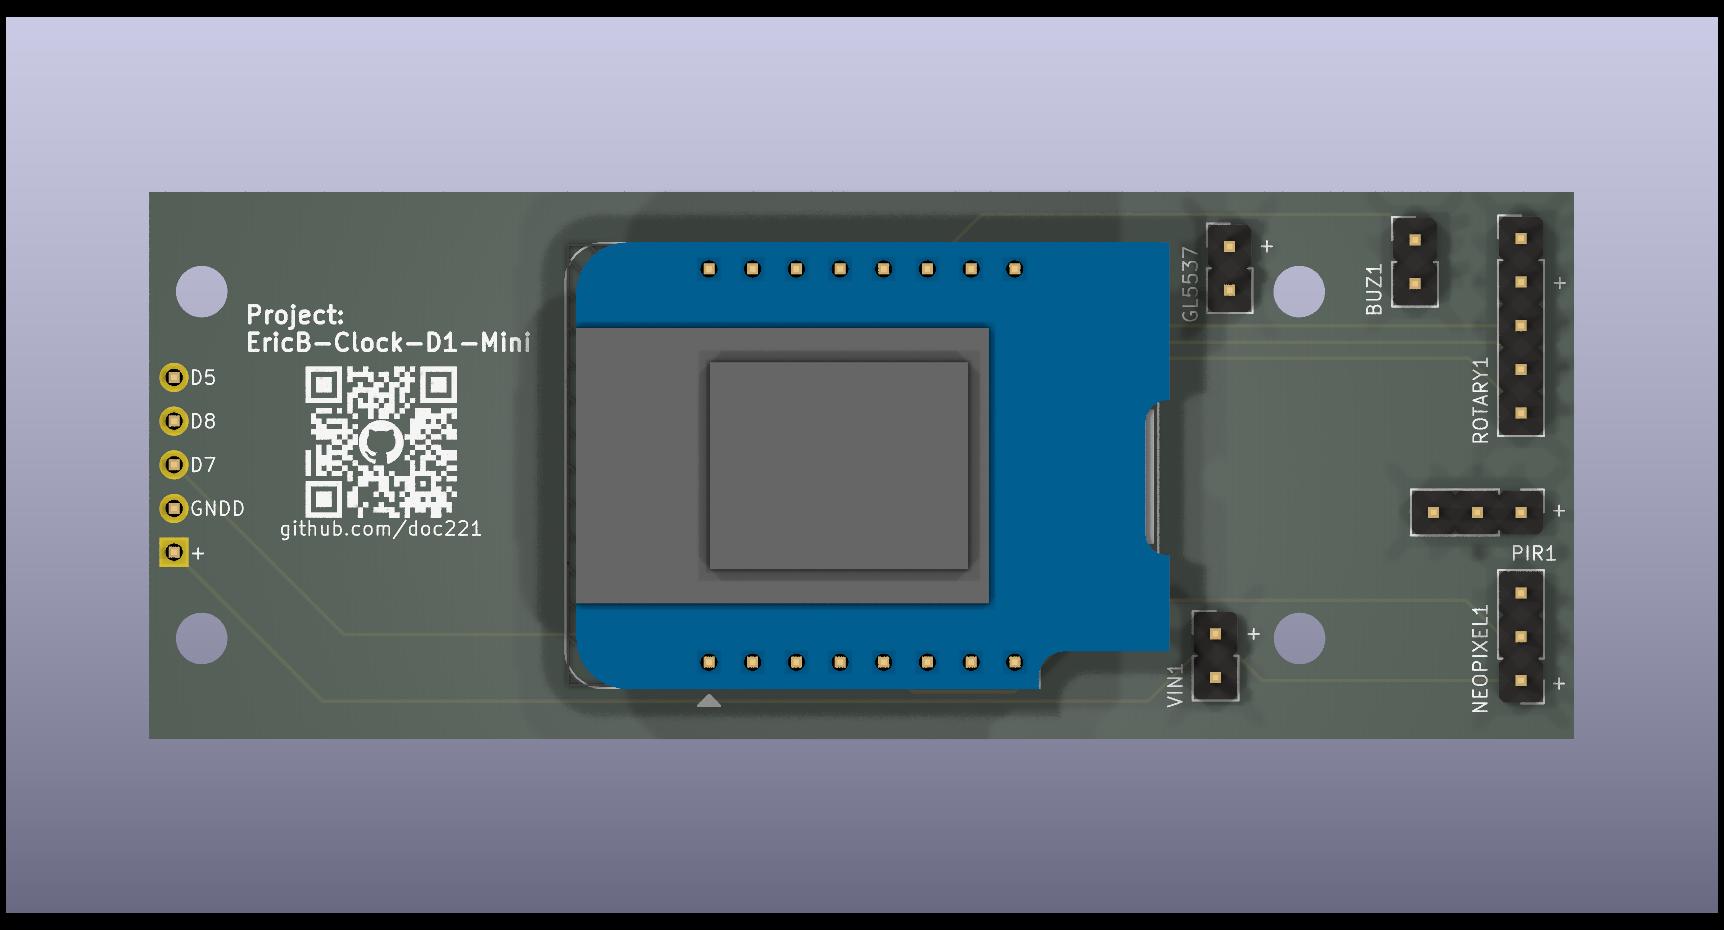 Project:
EricB-Clock-D1-Mini
D5
D8
D7
GNDD
+
github.com/doc221
GL5537
+
BUZ1
+
ROTARY1
+
PIR1
VIN1
+
NEOPIXEL1
+